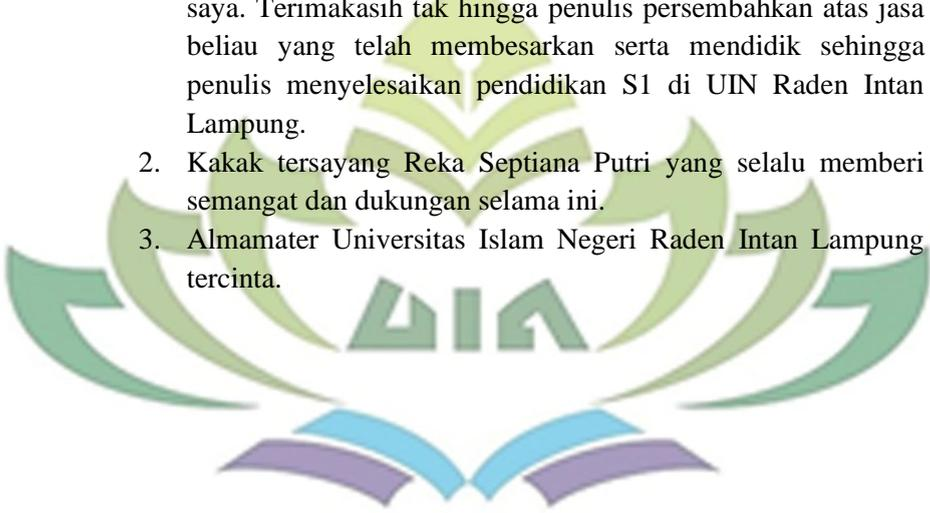 saya. Terimakasih tak hingga penulis persembahkan atas jasa
beliau yang telah membesarkan serta mendidik sehingga
penulis menyelesaikan pendidikan S1 di UIN Raden Intan
Lampung.
2. Kakak tersayang Reka Septiana Putri yang selalu memberi
semangat dan dukungan selama ini.
3. Almamater Universitas Islam Negeri Raden Intan Lampung
tercinta.
UIN